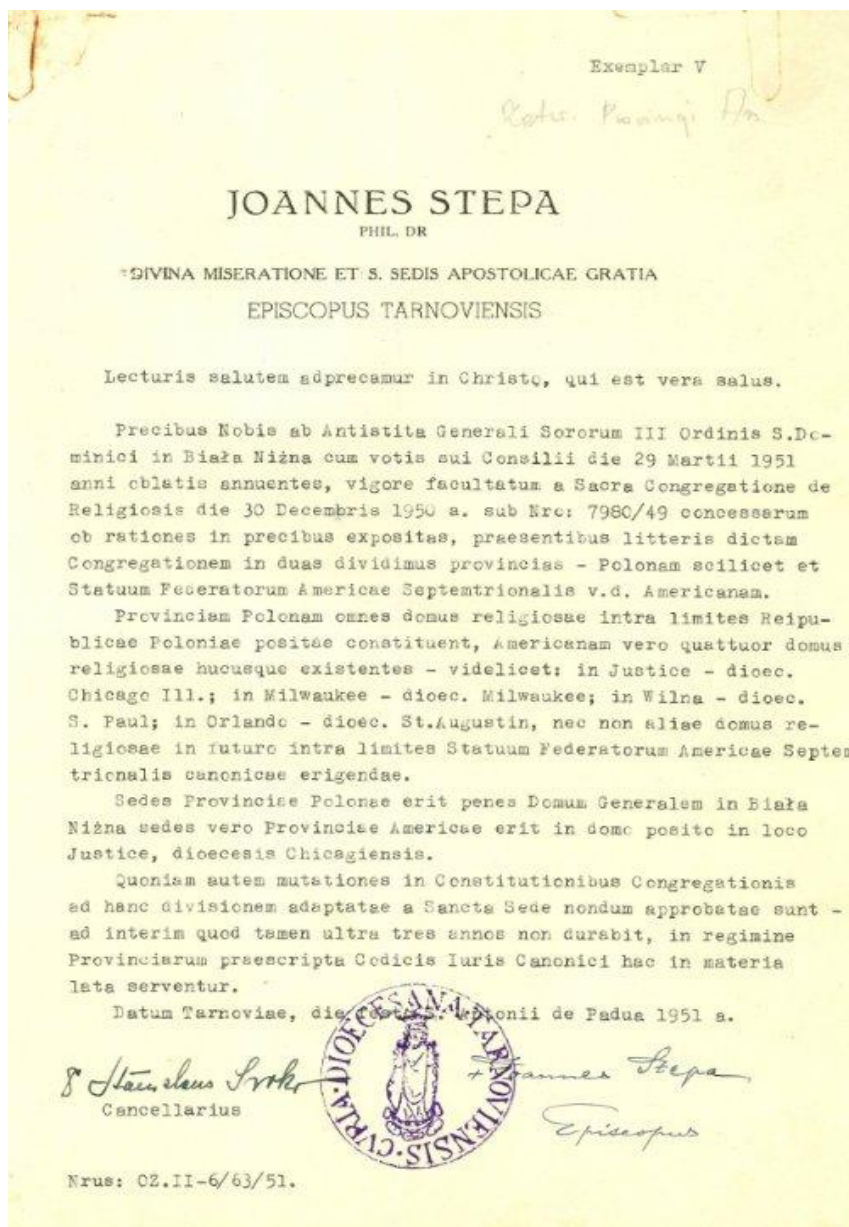 Exemplar V
JOANNES STEPA
PHIL. DR
DIVINA MISERATIONE ET S. SEDIS APOSTOLICAE GRATIA
EPISCOPUS TARNOVIENSIS
Lecturis salutem adprecamur in Christo, qui est vera salus.
Precibus Nobis ab Antistita Generali Sororum III Ordinis S.Do-
minici in Biała Niżna cum votis sui Consilii die 29 Martii 1951
anni oblatis annuentes, vigore facultatum a Sacra Congregatione de
Religiosis die 30 Decembris 1950 a. sub Nro: 7980/49 concessarum
ob rationes in precibus expositas, praesentibus litteris dictam
Congregationem in duas dividimus provincias - Polonam scilicet et
Statuum Federatorum Americae Septemtrionalis v.d. Americanam.
Provinciam Polonam omnes domus religiosae intra limites Reipu-
blicae Poloniae positae constituent, Americanam vero quattuor domus
religiosae hucusque existentes - videlicet: in Justice - dioec.
Chicago Ill.; in Milwaukee - dioec. Milwaukee; in Wilna - dioec.
S. Paul; in Orlando - dioec. St.Augustin, nec non aliae domus re-
ligiosae in futuro intra limites Statuum Federatorum Americae Septem
trionalis canonicae erigendae.
Sedes Provinciae Polonae erit penes Domum Generalem in Biała
Niżna sedes vero Provinciae Americae erit in domo posito in loco
Justice, dioecesis Chicagiensis.
Quoniam autem mutationes in Constitutionibus Congregationis
ad hanc divisionem adaptatae a Sancta Sede nondum approbatae sunt -
ad interim quod tamen ultra tres annos non durabit, in regimine
Provinciarum praescripta Codicis Iuris Canonici hac in materia
lata serventur.
Datum Tarnoviae, die festo S. Antonii de Padua 1951 a.
CVRIA·DIOECESANA·TARNOVIENSIS
+ Joannes Stepa
Cancellarius
Episcopus
Nrus: OZ.II-6/63/51.